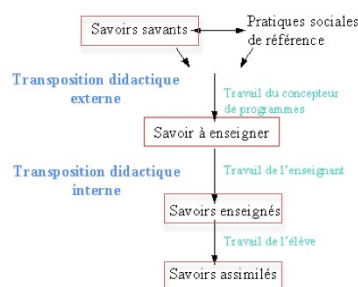 Savoirs savants
Pratiques sociales
de référence
Transposition didactique
externe
Travail du concepteur
de programmes
Savoir à enseigner
Transposition didactique
interne
Travail de l'enseignant
Savoirs enseignés
Travail de l'élève
Savoirs assimilés